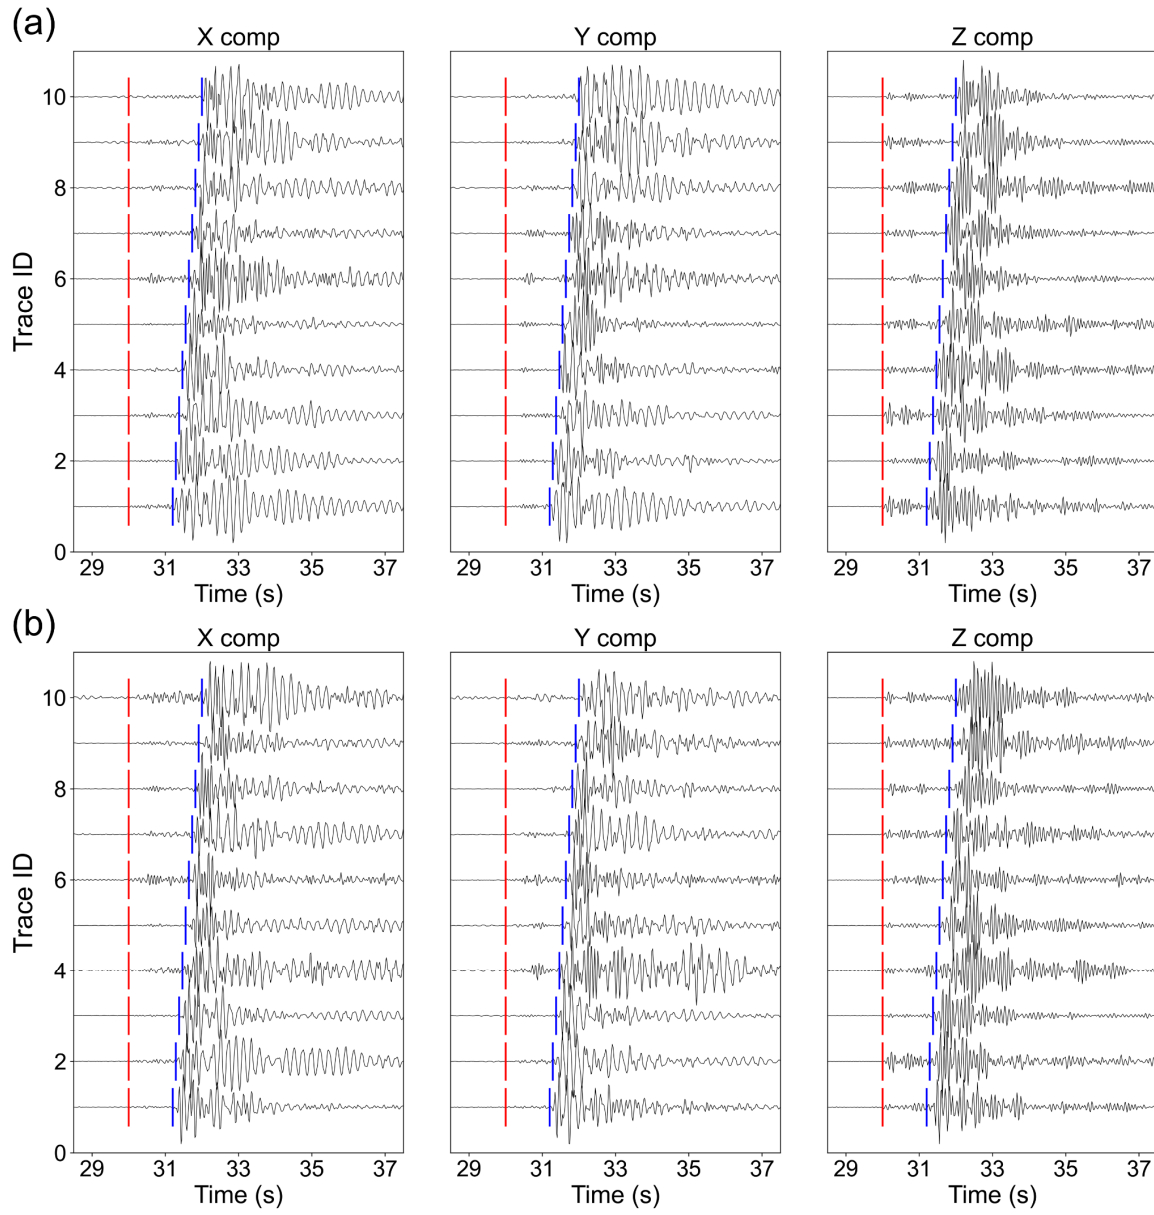 (a)
X comp
Y comp
Z comp
Trace ID
10
8
6
4
2
0
29 31 33 35 37
29 31 33 35 37
29 31 33 35 37
Time (s)
Time (s)
Time (s)
(b)
X comp
Y comp
Z comp
Trace ID
10
8
6
4
2
0
29 31 33 35 37
29 31 33 35 37
29 31 33 35 37
Time (s)
Time (s)
Time (s)